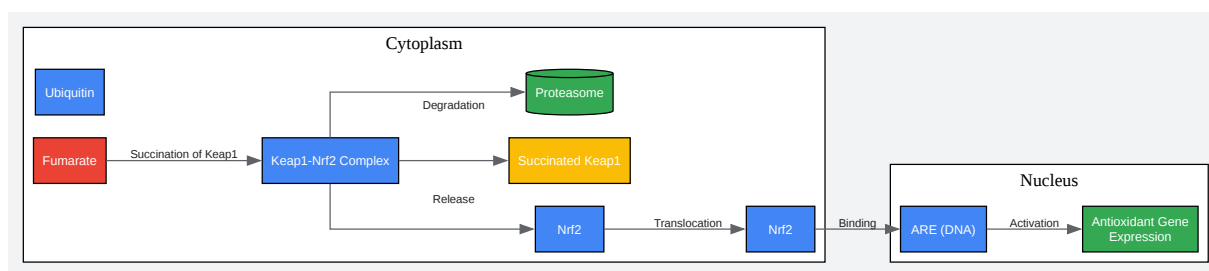 Cytoplasm
Ubiquitin
Proteasome
Degradation
Fumarate
Succination of Keap1
Keap1-Nrf2 Complex
Succinated Keap1
Release
Nrf2
Translocation
Nrf2
Binding
Nucleus
ARE (DNA)
Activation
Antioxidant Gene
Expression